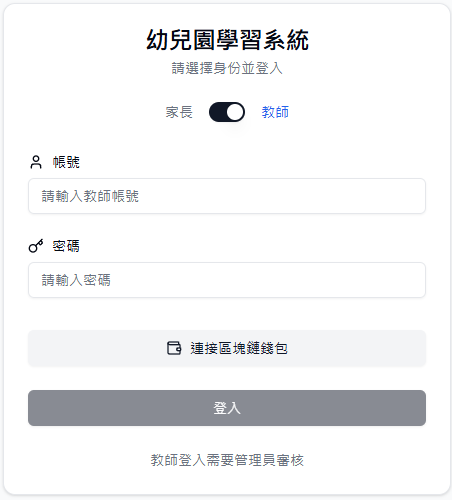 幼兒園學習系統
請選擇身份並登入
家長 教師
帳號
請輸入教師帳號
密碼
請輸入密碼
連接區塊鏈錢包
登入
教師登入需要管理員審核